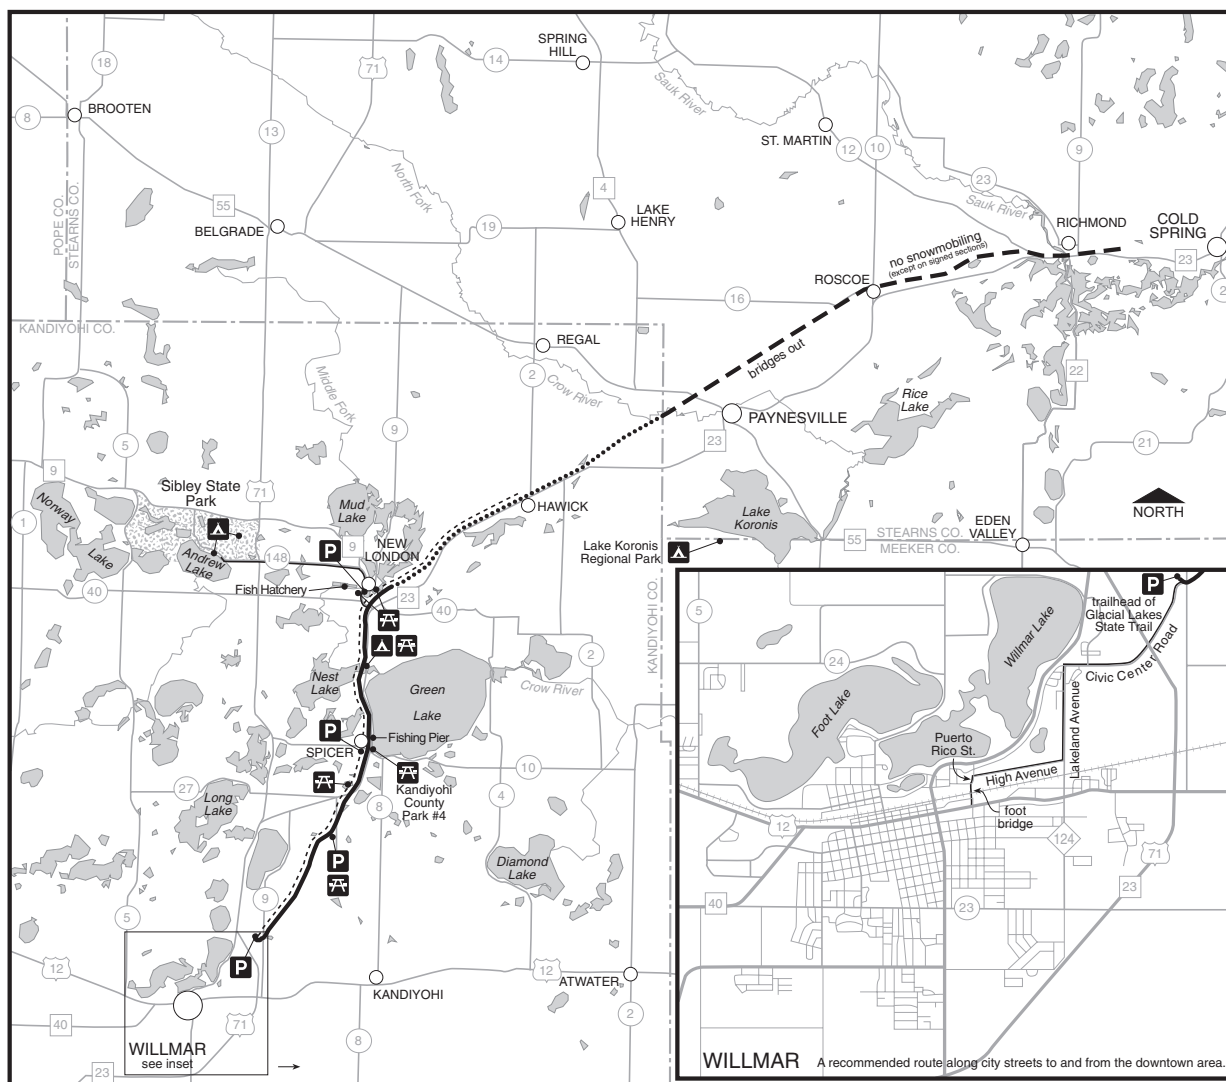 SPRING
HILL
18
71
14
Sauk River
BROOTEN
8
13
ST. MARTIN
12
10
9
North Fork
23
POPE CO.
STEARNS CO.
55
4
Sauk River
BELGRADE
LAKE
HENRY
RICHMOND
COLD
SPRING
19
no snowmobiling
(except on signed sections)
23
ROSCOE
2
16
KANDIYOHI CO.
REGAL
bridges out
Middle Fork
2
Crow River
22
Rice
Lake
PAYNESVILLE
5
9
23
21
9
Sibley State
Park
71
Norway
Lake
1
Mud
Lake
HAWICK
Lake
Koronis
NORTH
EDEN
VALLEY
STEARNS CO.
55
MEEKER CO.
P
9
NEW
LONDON
Lake Koronis
Regional Park
Andrew
Lake
148
Fish Hatchery
40
23
40
KANDIYOHI CO.
Nest
Lake
Green
Lake
2
Crow River
P
Fishing Pier
SPICER
10
27
Long
Lake
Kandiyohi
County
Park #4
8
4
P
Diamond
Lake
9
5
P
12
12
ATWATER
KANDIYOHI
40
71
2
WILLMAR
see inset
8
23
P
trailhead of
Glacial Lakes
State Trail
5
Willmar Lake
24
Civic Center Road
Foot Lake
Lakeland Avenue
Puerto
Rico St.
High Avenue
foot
bridge
12
124
71
40
23
23
WILLMAR A recommended route along city streets to and from the downtown area.